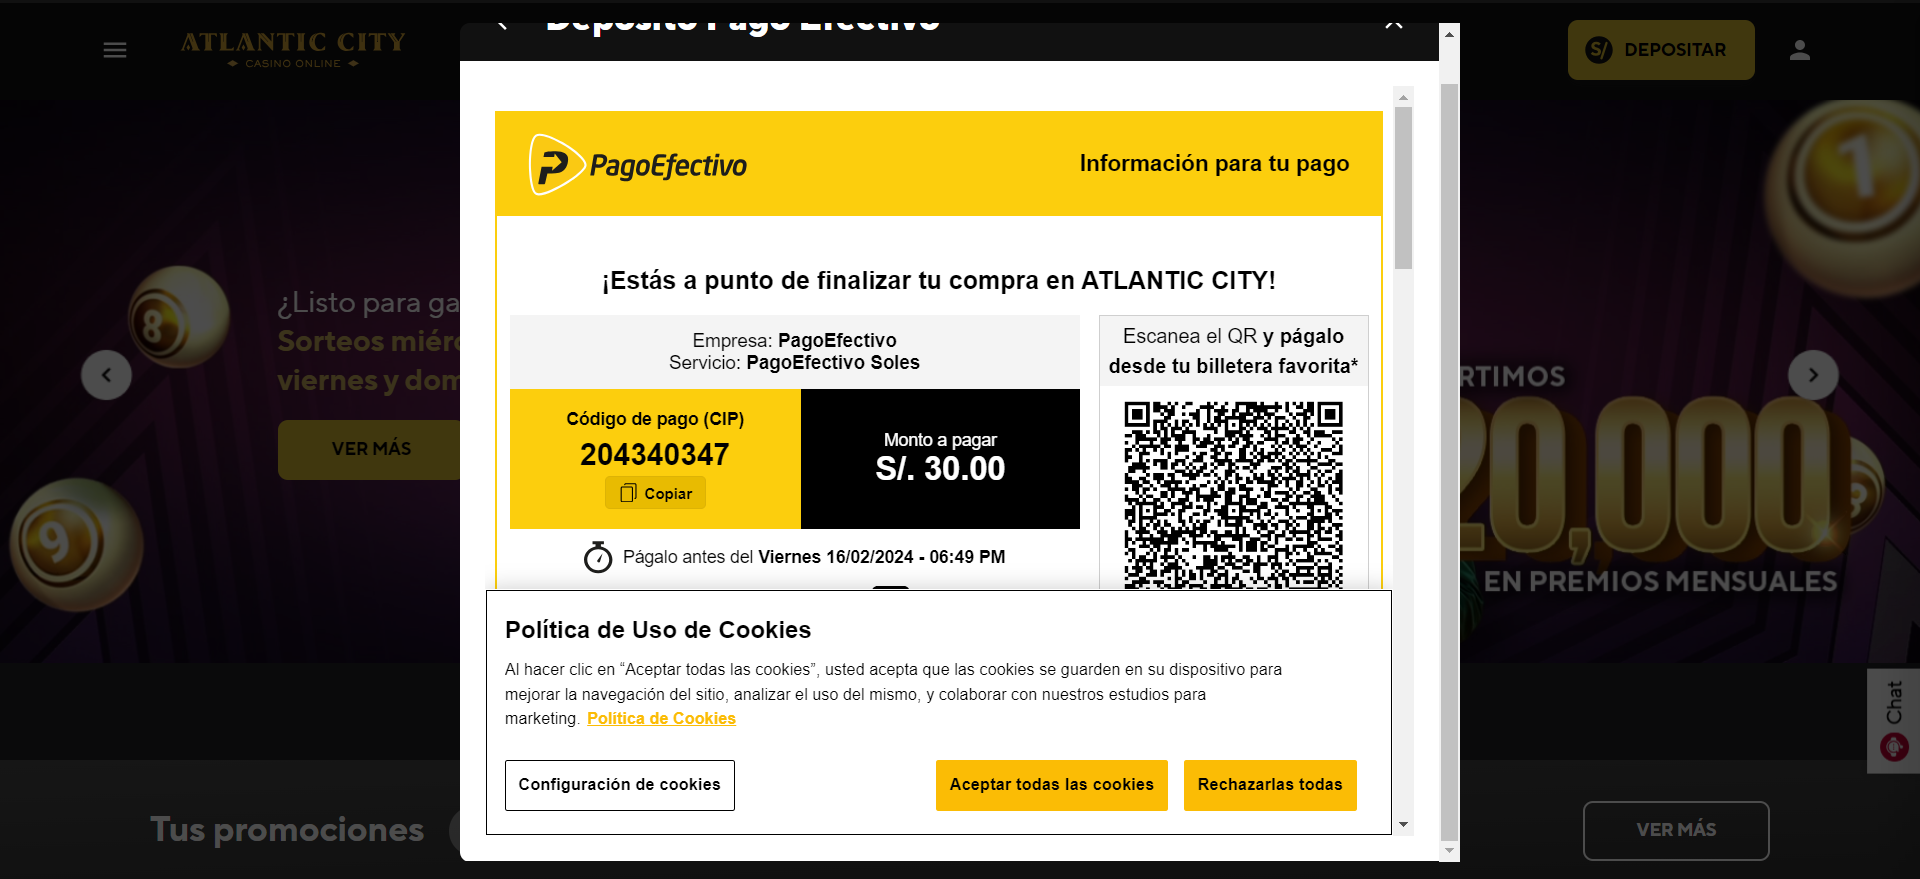 Depósito Pago Efectivo
ATLANTIC CITY
CASINO ONLINE
S/ DEPOSITAR
PagoEfectivo
Información para tu pago
¡Estás a punto de finalizar tu compra en ATLANTIC CITY!
Empresa: PagoEfectivo
Servicio: PagoEfectivo Soles
Escanea el QR y págalo
desde tu billetera favorita*
Código de pago (CIP)
204340347
Copiar
Monto a pagar
S/. 30.00
Págalo antes del Viernes 16/02/2024 - 06:49 PM
¿Listo para ga
Sorteos miérc
viernes y dom
VER MÁS
8
9
1
RTIMOS
20,000
EN PREMIOS MENSUALES
Política de Uso de Cookies
Al hacer clic en “Aceptar todas las cookies”, usted acepta que las cookies se guarden en su dispositivo para
mejorar la navegación del sitio, analizar el uso del mismo, y colaborar con nuestros estudios para
marketing. Política de Cookies
Configuración de cookies
Aceptar todas las cookies
Rechazarlas todas
Chat
Tus promociones
VER MÁS